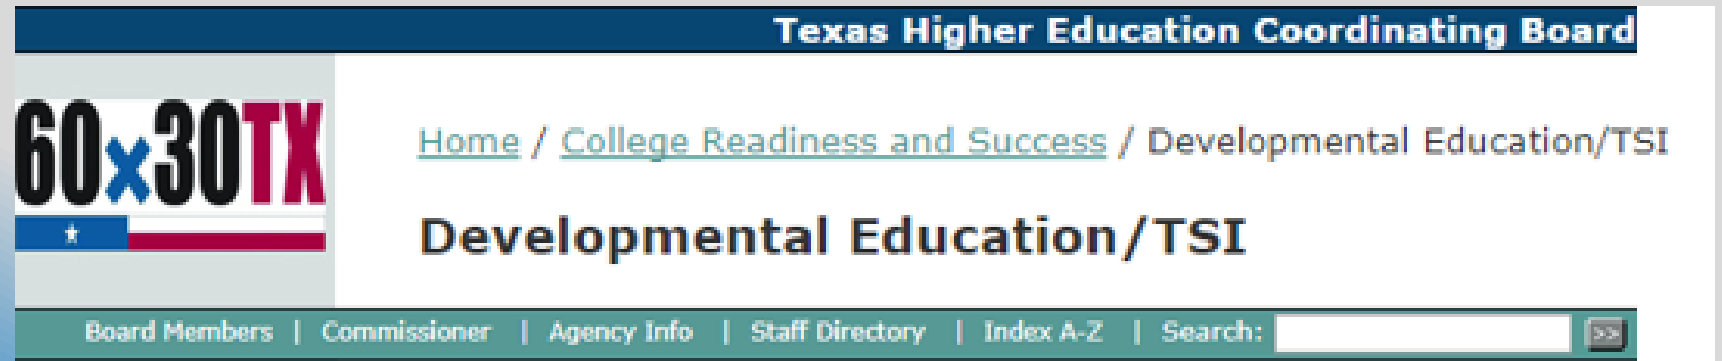 Texas Higher Education Coordinating Board
60x30TX
Home / College Readiness and Success / Developmental Education/TSI
Developmental Education/TSI
Board Members | Commissioner | Agency Info | Staff Directory | Index A-Z | Search: >>